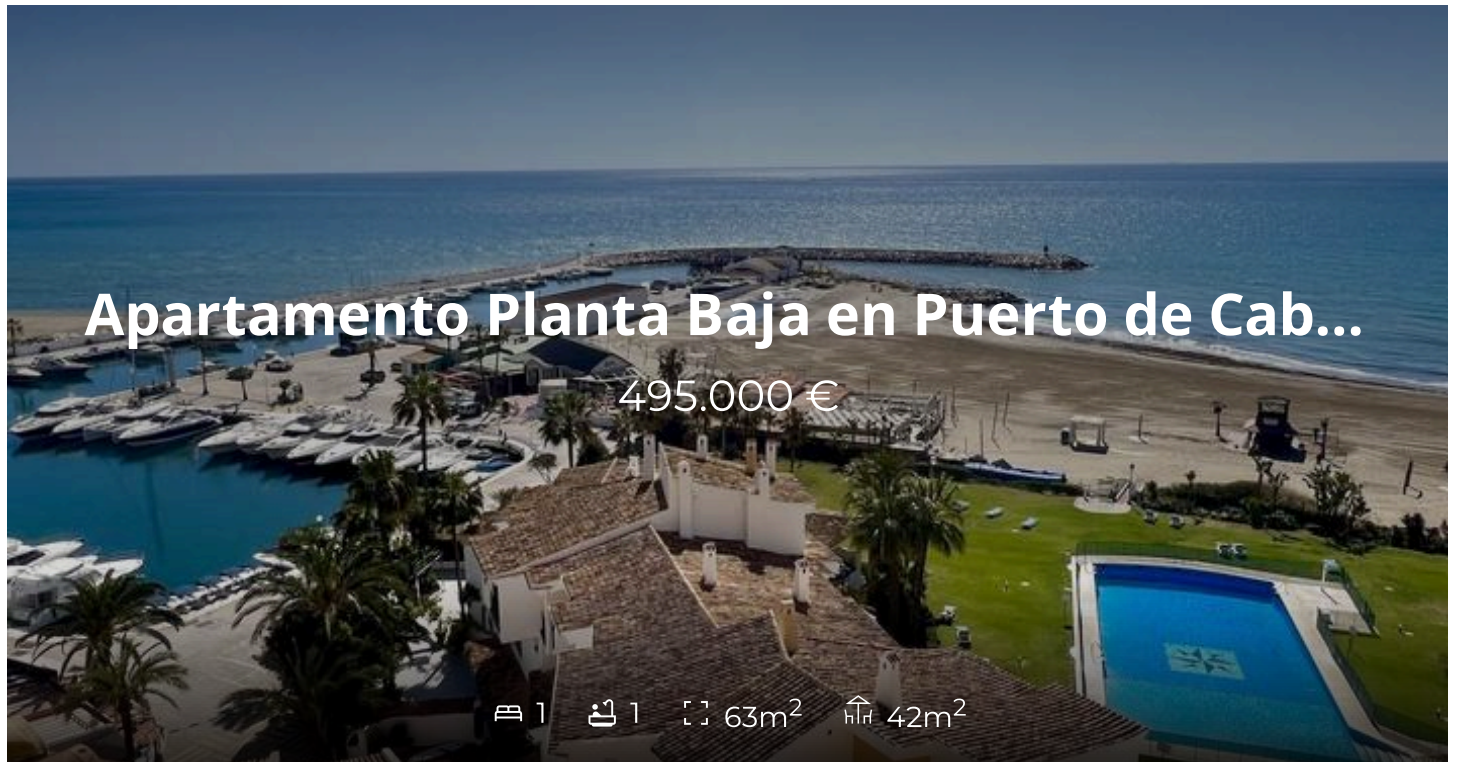 Apartamento Planta Baja en Puerto de Cab...
495.000 €
1 1 63m² 42m²